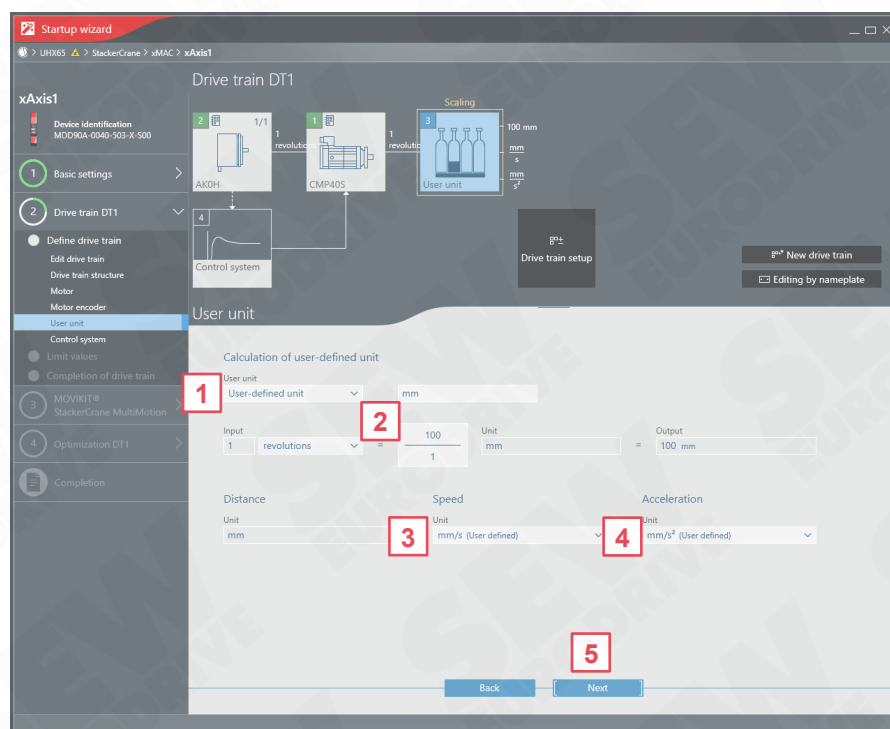 Startup wizard
> UHX65 > StackerCrane > xMAC > xAxis1
xAxis1
Device identification
MDD90A-0040-503-X-S00
1 Basic settings
2 Drive train DT1
Define drive train
Edit drive train
Drive train structure
Motor
Motor encoder
User unit
Control system
Limit values
Completion of drive train
3 MOVIKIT®
StackerCrane MultiMotion
4 Optimization DT1
Completion
Drive train DT1
Scaling
2 1/1
AK0H
1
revolutions
1
CMP40S
1
revolutic
3
User unit
100 mm
mm
s
mm
s²
4
Control system
Drive train setup
New drive train
Editing by nameplate
User unit
Calculation of user-defined unit
User unit
1
User-defined unit
mm
2
Input
1 revolutions
=
100
1
Unit
mm
=
Output
100 mm
Distance
Unit
mm
Speed
3
Unit
mm/s (User defined)
Acceleration
4
Unit
mm/s² (User defined)
5
Back
Next
SEW
EURODRIVE